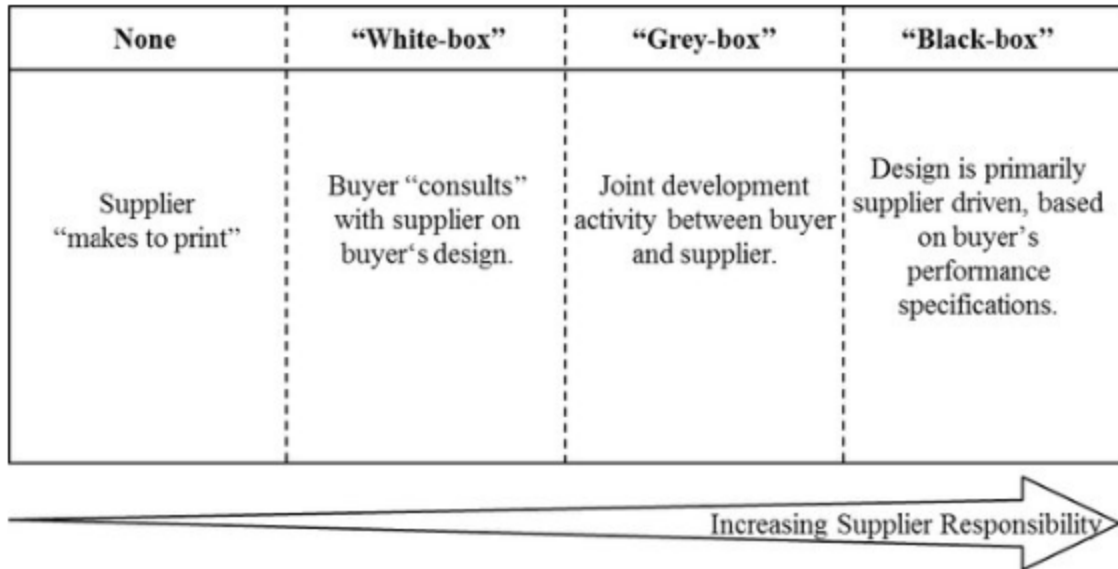 None
“White-box”
“Grey-box”
“Black-box”
Supplier
“makes to print”
Buyer “consults”
with supplier on
buyer‘s design.
Joint development
activity between buyer
and supplier.
Design is primarily
supplier driven, based
on buyer’s
performance
specifications.
Increasing Supplier Responsibility